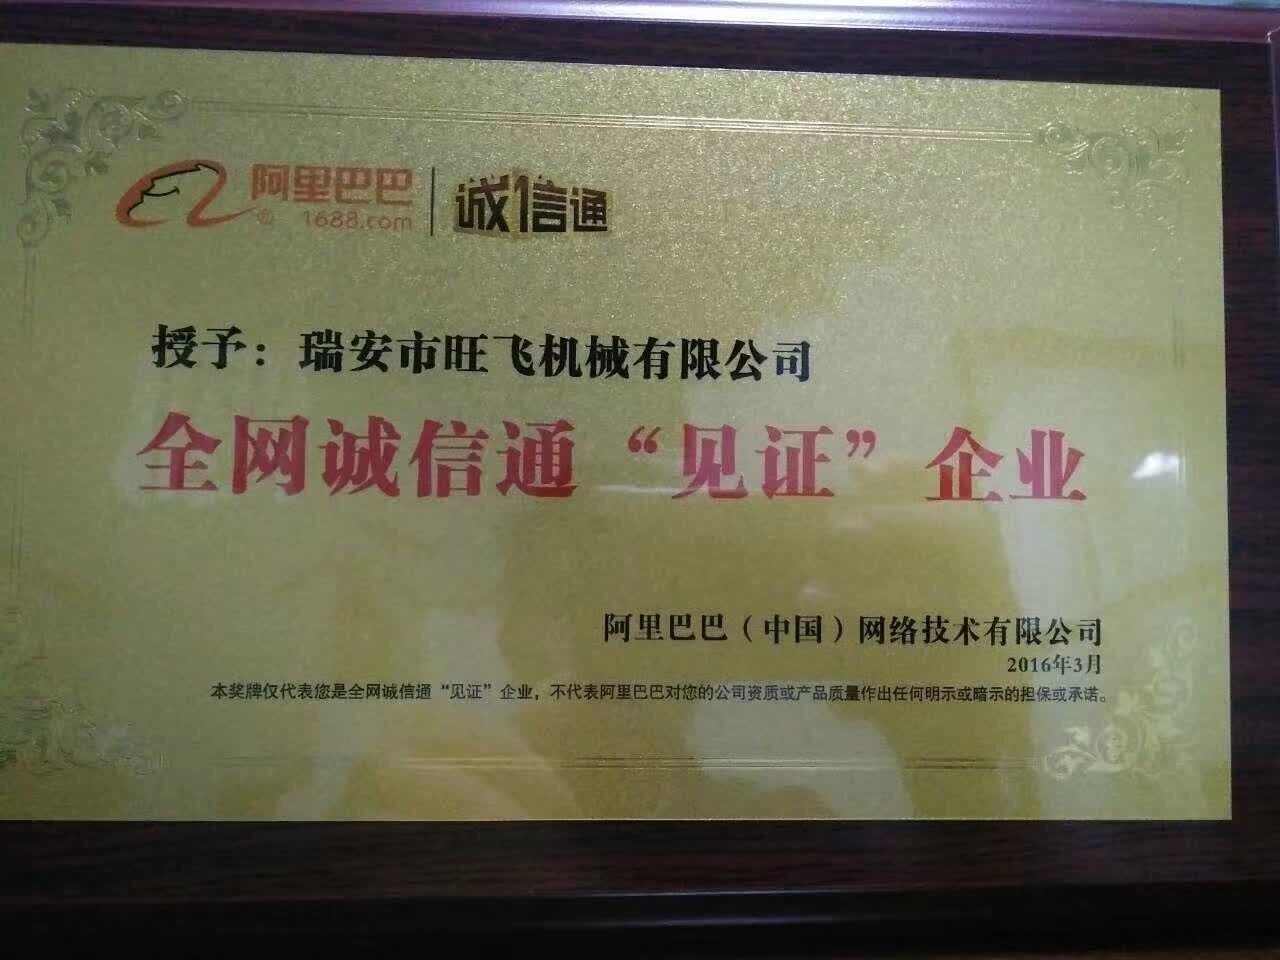 阿里巴巴 诚信通
1688.com
授予：瑞安市旺飞机械有限公司
全网诚信通“见证”企业
阿里巴巴（中国）网络技术有限公司
2016年3月
本奖牌仅代表您是全网诚信通“见证”企业，不代表阿里巴巴对您的公司资质或产品质量作出任何明示或暗示的担保或承诺。